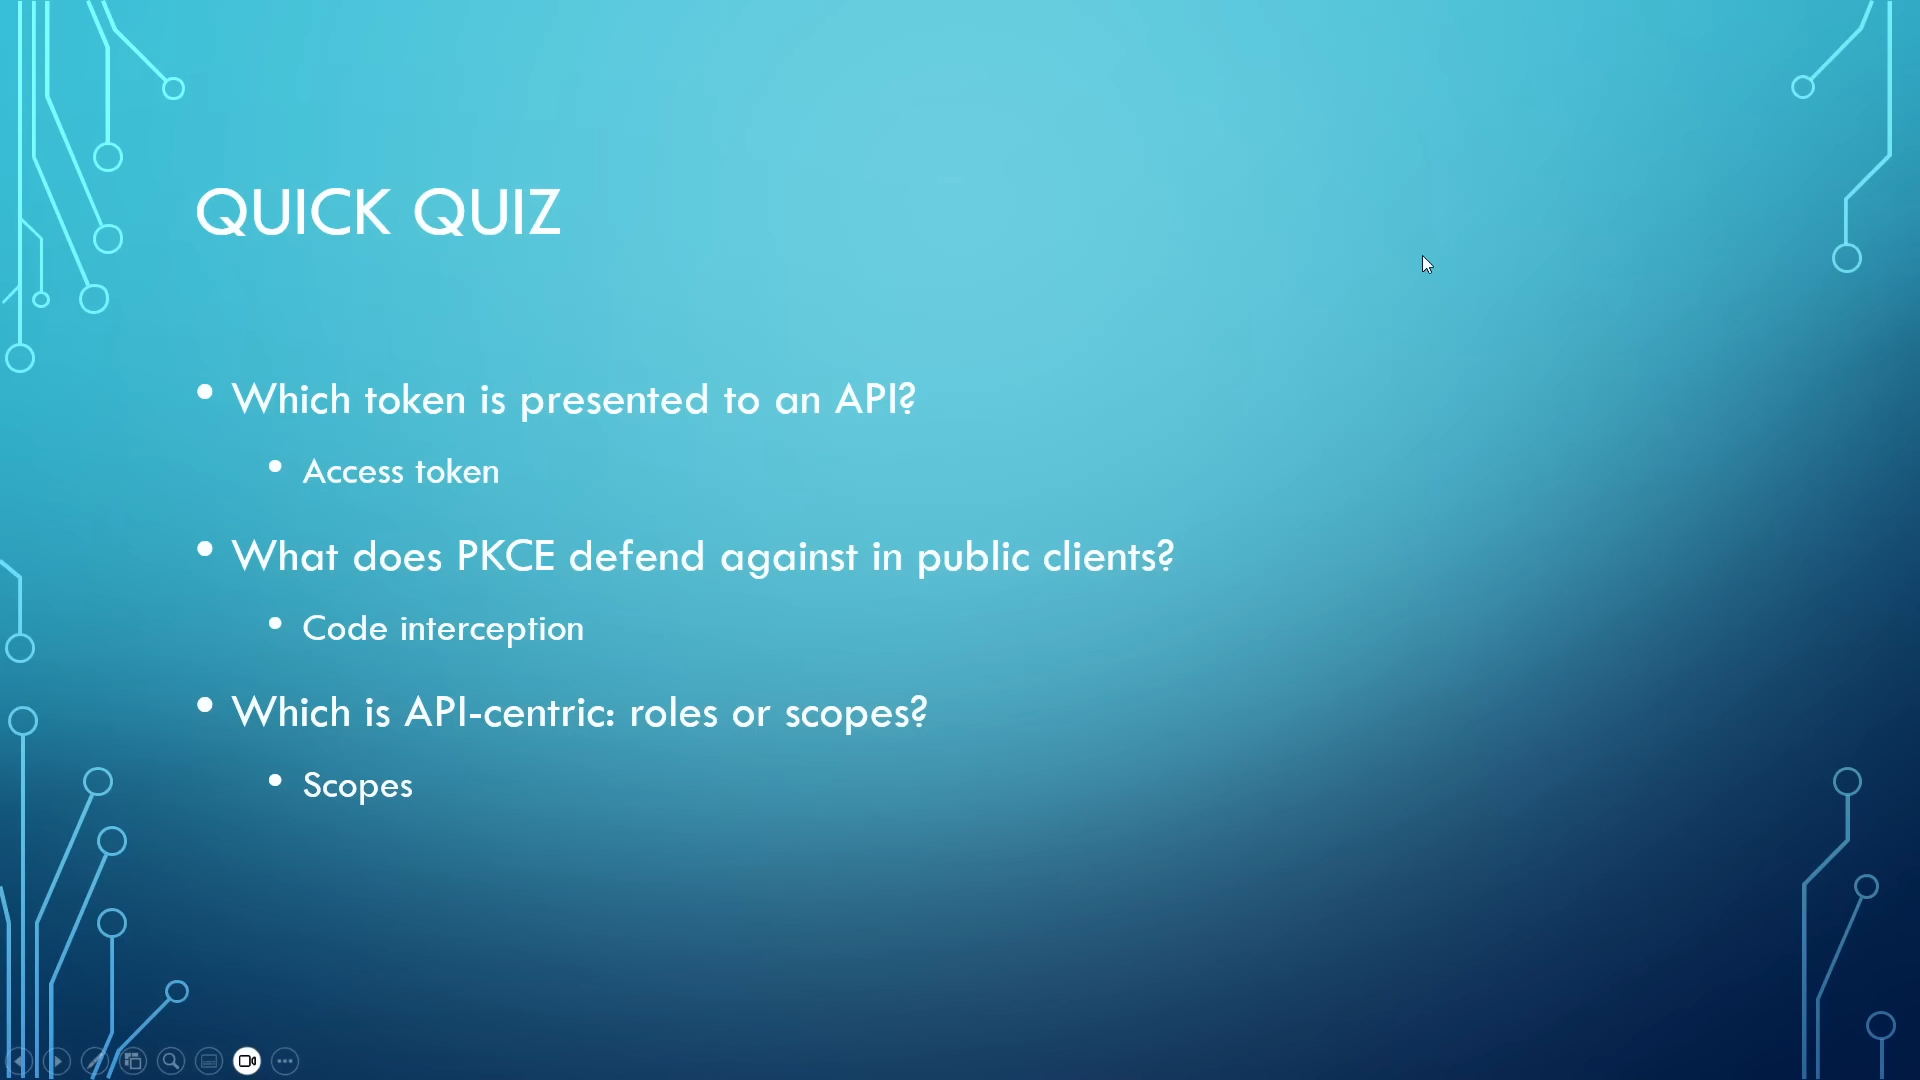 QUICK QUIZ
• Which token is presented to an API?
• Access token
• What does PKCE defend against in public clients?
• Code interception
• Which is API-centric: roles or scopes?
• Scopes